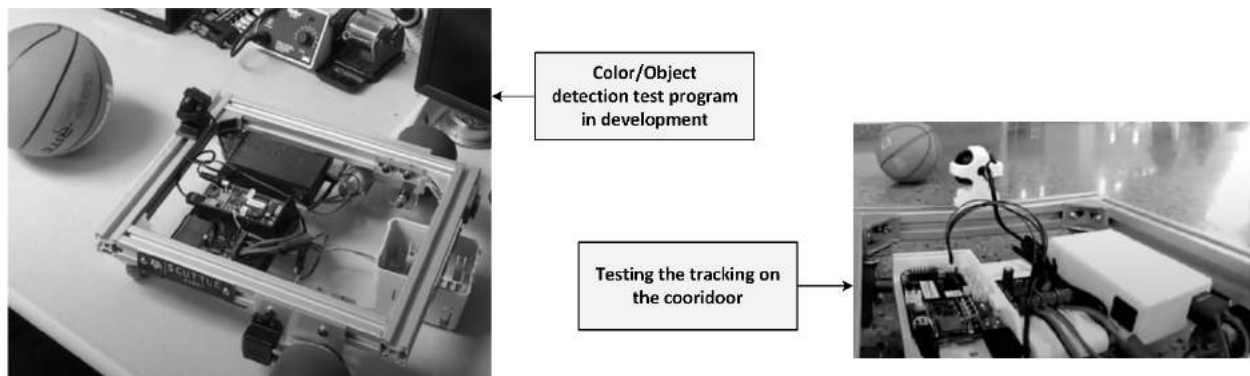 Color/Object
detection test program
in development
SCUTTLE
Testing the tracking on
the cooridoor